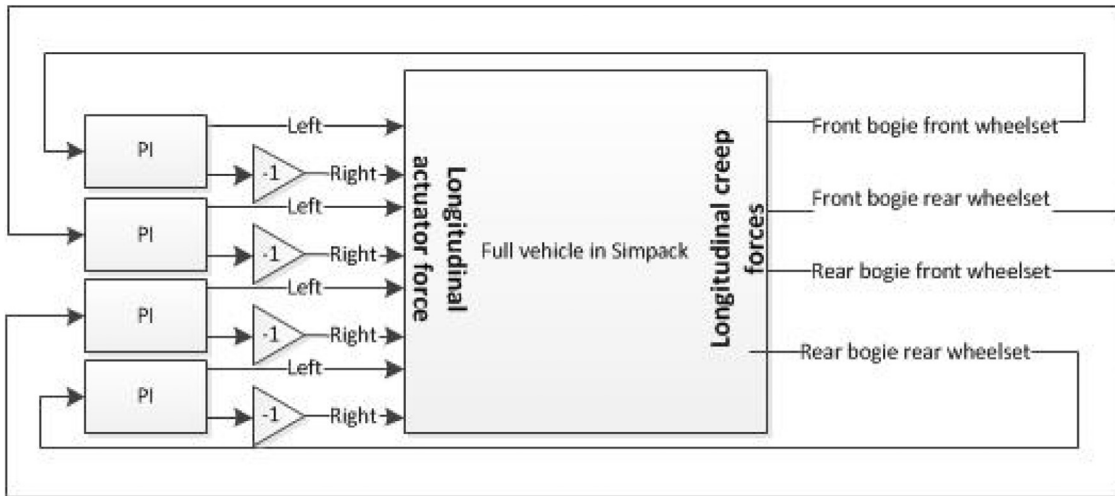 PI
Left
-1
Right
PI
Left
-1
Right
PI
Left
-1
Right
PI
Left
-1
Right
Longitudinal
actuator force
Full vehicle in Simpack
Longitudinal creep
forces
Front bogie front wheelset
Front bogie rear wheelset
Rear bogie front wheelset
Rear bogie rear wheelset